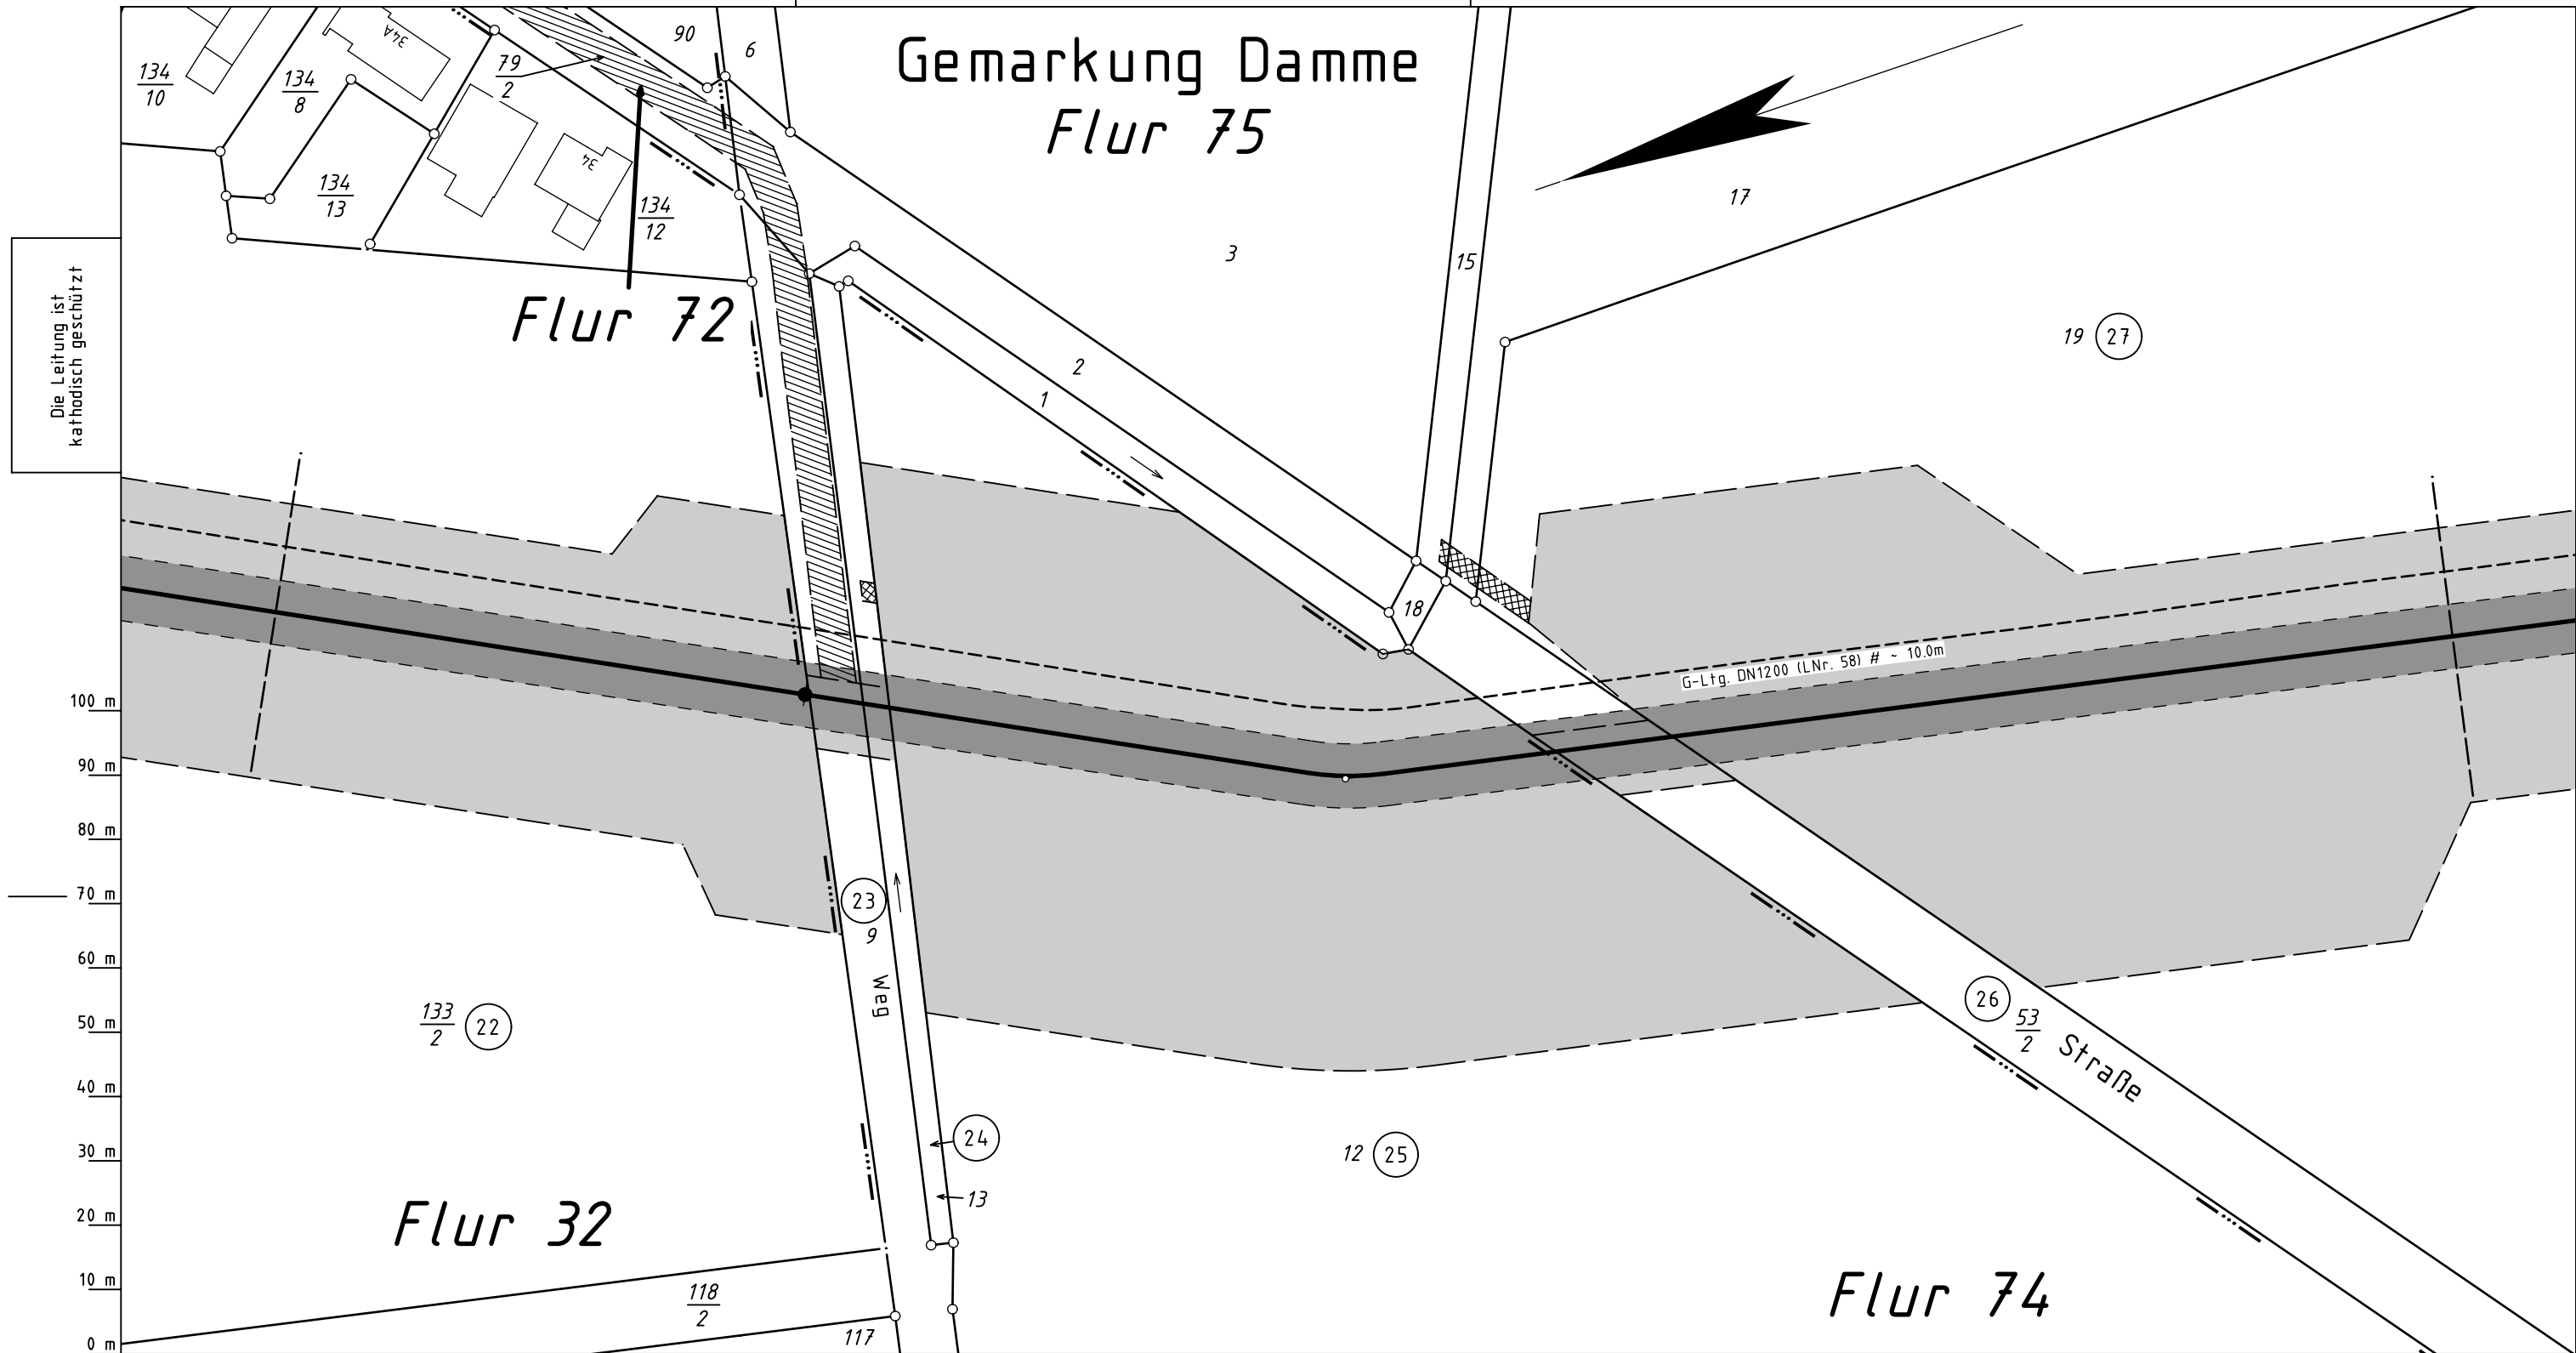 90
6
Gemarkung Damme
Flur 75
34A
79
2
134
10
134
8
134
13
34
134
12
17
3
15
Die Leitung ist
kathodisch geschützt
Flur 72
19 27
2
1
18
G-Ltg. DN1200 (LNr. 58) # ~ 10.0m
100 m
90 m
80 m
70 m
60 m
50 m
40 m
30 m
20 m
10 m
0 m
23
9
Weg
133
2
22
26
53
2
Straße
24
12 25
13
Flur 32
Flur 74
118
2
117